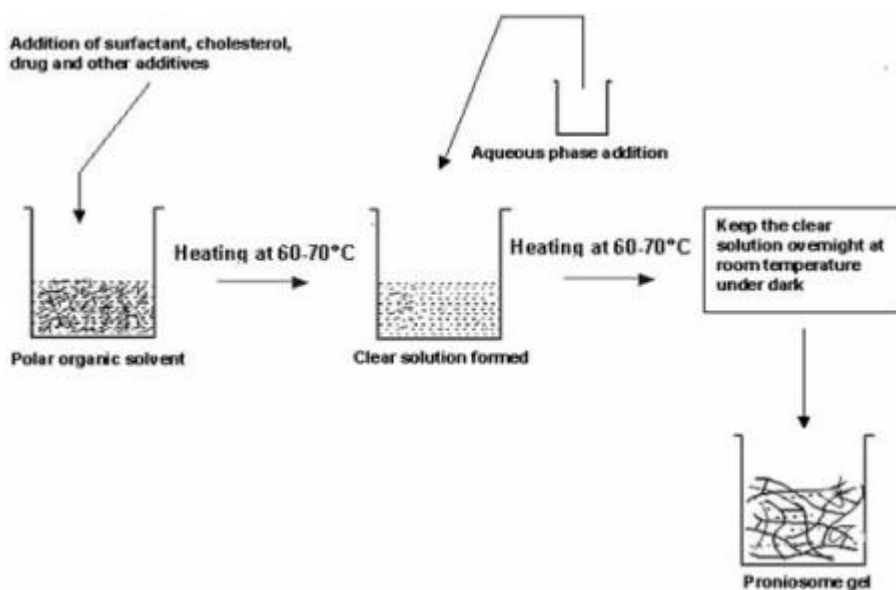 Addition of surfactant, cholesterol,
drug and other additives
Aqueous phase addition
Heating at 60-70°C
Heating at 60-70°C
Keep the clear
solution overnight at
room temperature
under dark
Polar organic solvent
Clear solution formed
Proniosome gel